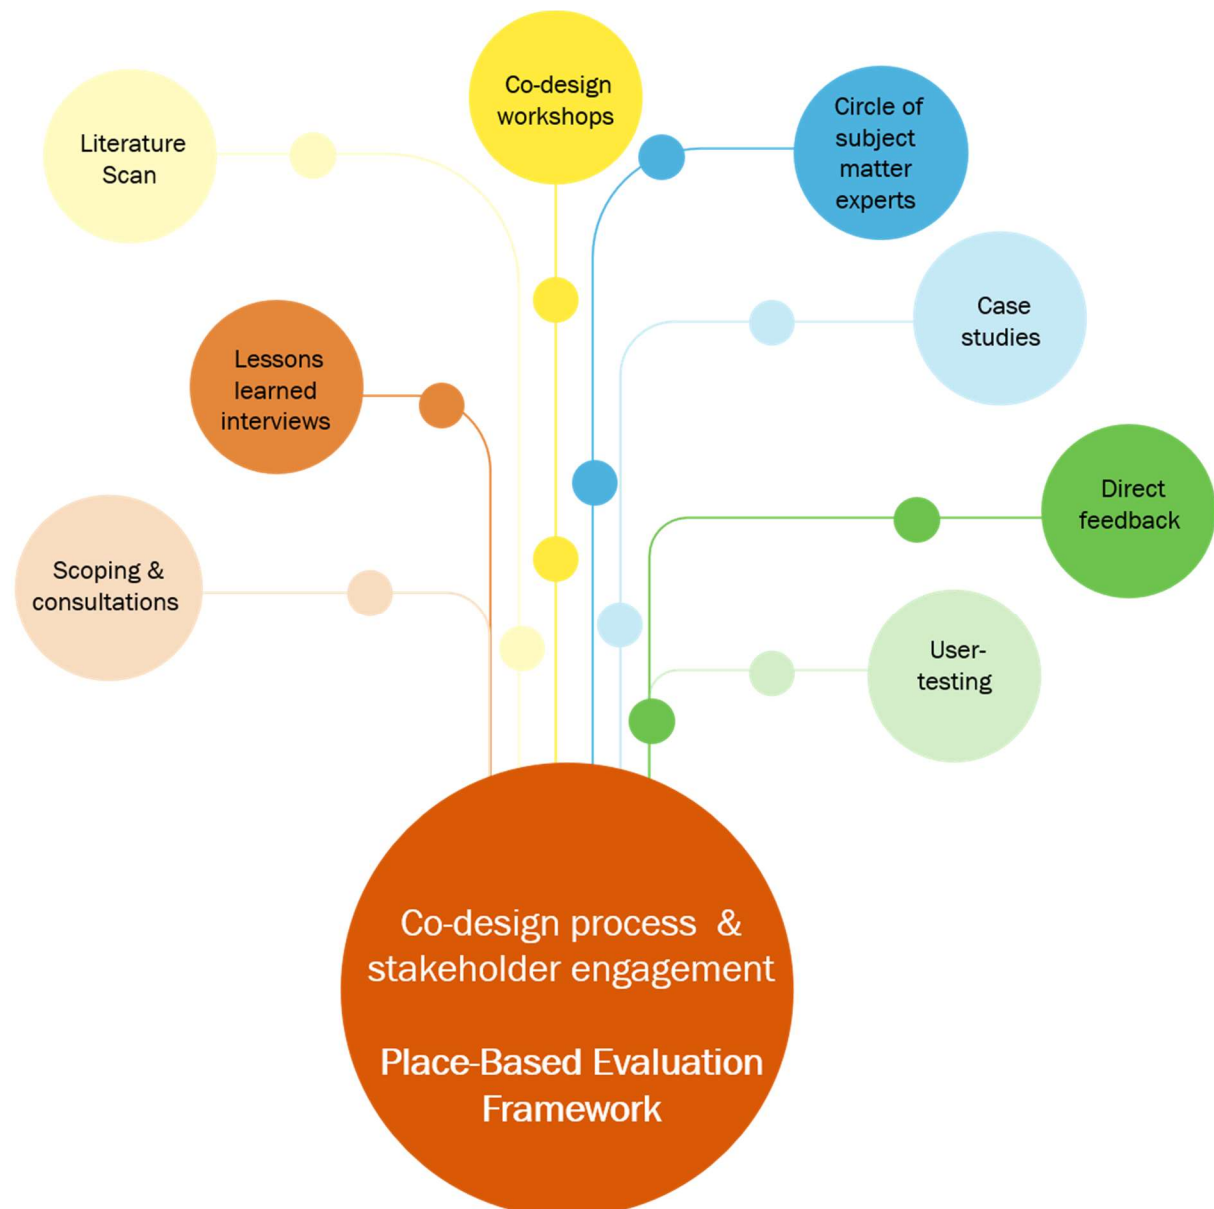 Co-design
workshops
Literature
Scan
Circle of
subject
matter
experts
Case
studies
Lessons
learned
interviews
Direct
feedback
Scoping &
consultations
User-
testing
Co-design process &
stakeholder engagement
Place-Based Evaluation
Framework